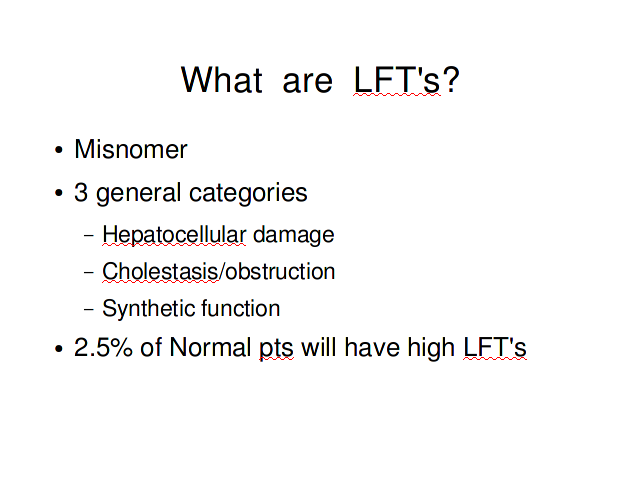 What are LFT's?
• Misnomer
• 3 general categories
– Hepatocellular damage
– Cholestasis/obstruction
– Synthetic function
• 2.5% of Normal pts will have high LFT's